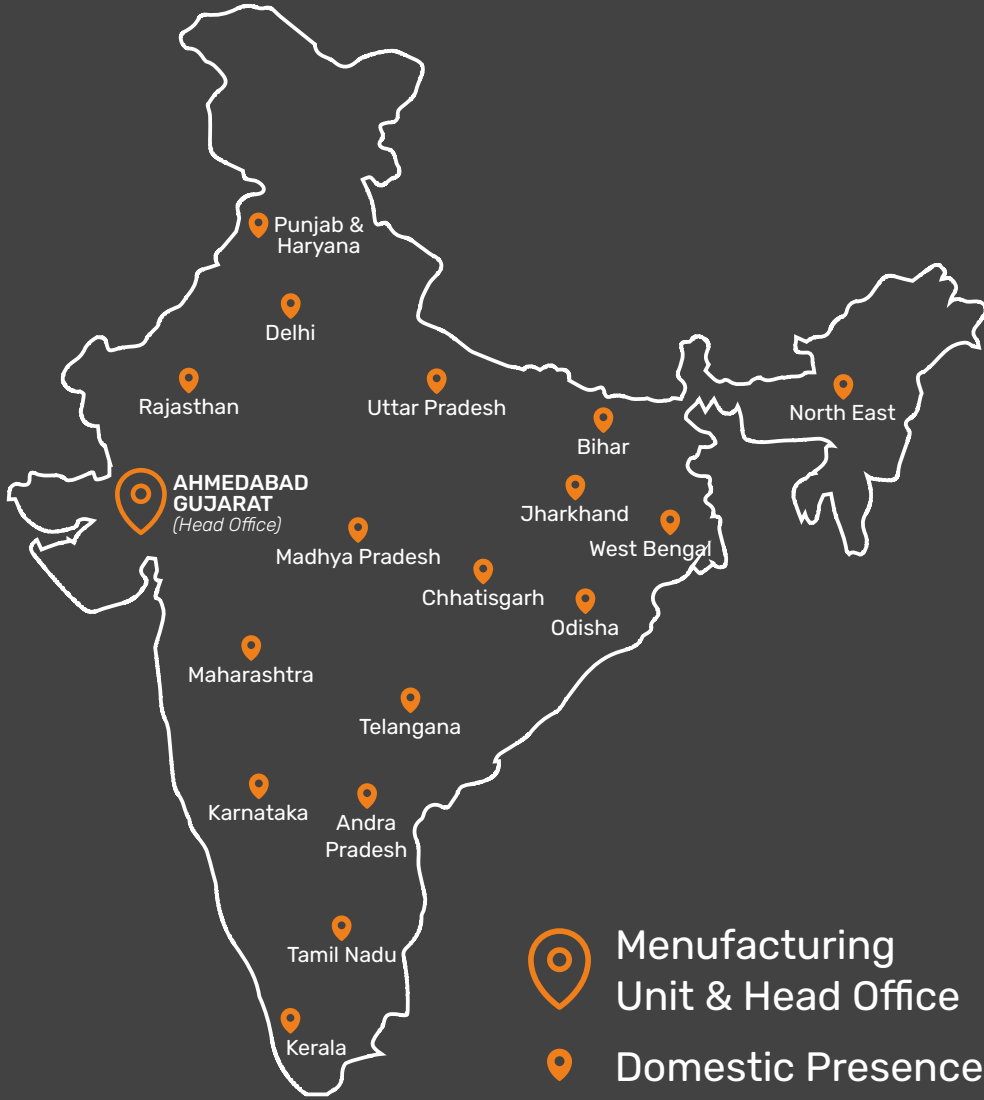 Punjab &
Haryana
Delhi
Rajasthan
Uttar Pradesh
North East
Bihar
AHMEDABAD
GUJARAT
(Head Office)
Jharkhand
West Bengal
Madhya Pradesh
Chhatisgarh
Odisha
Maharashtra
Telangana
Karnataka
Andra
Pradesh
Tamil Nadu
Kerala
Menufacturing
Unit & Head Office
Domestic Presence